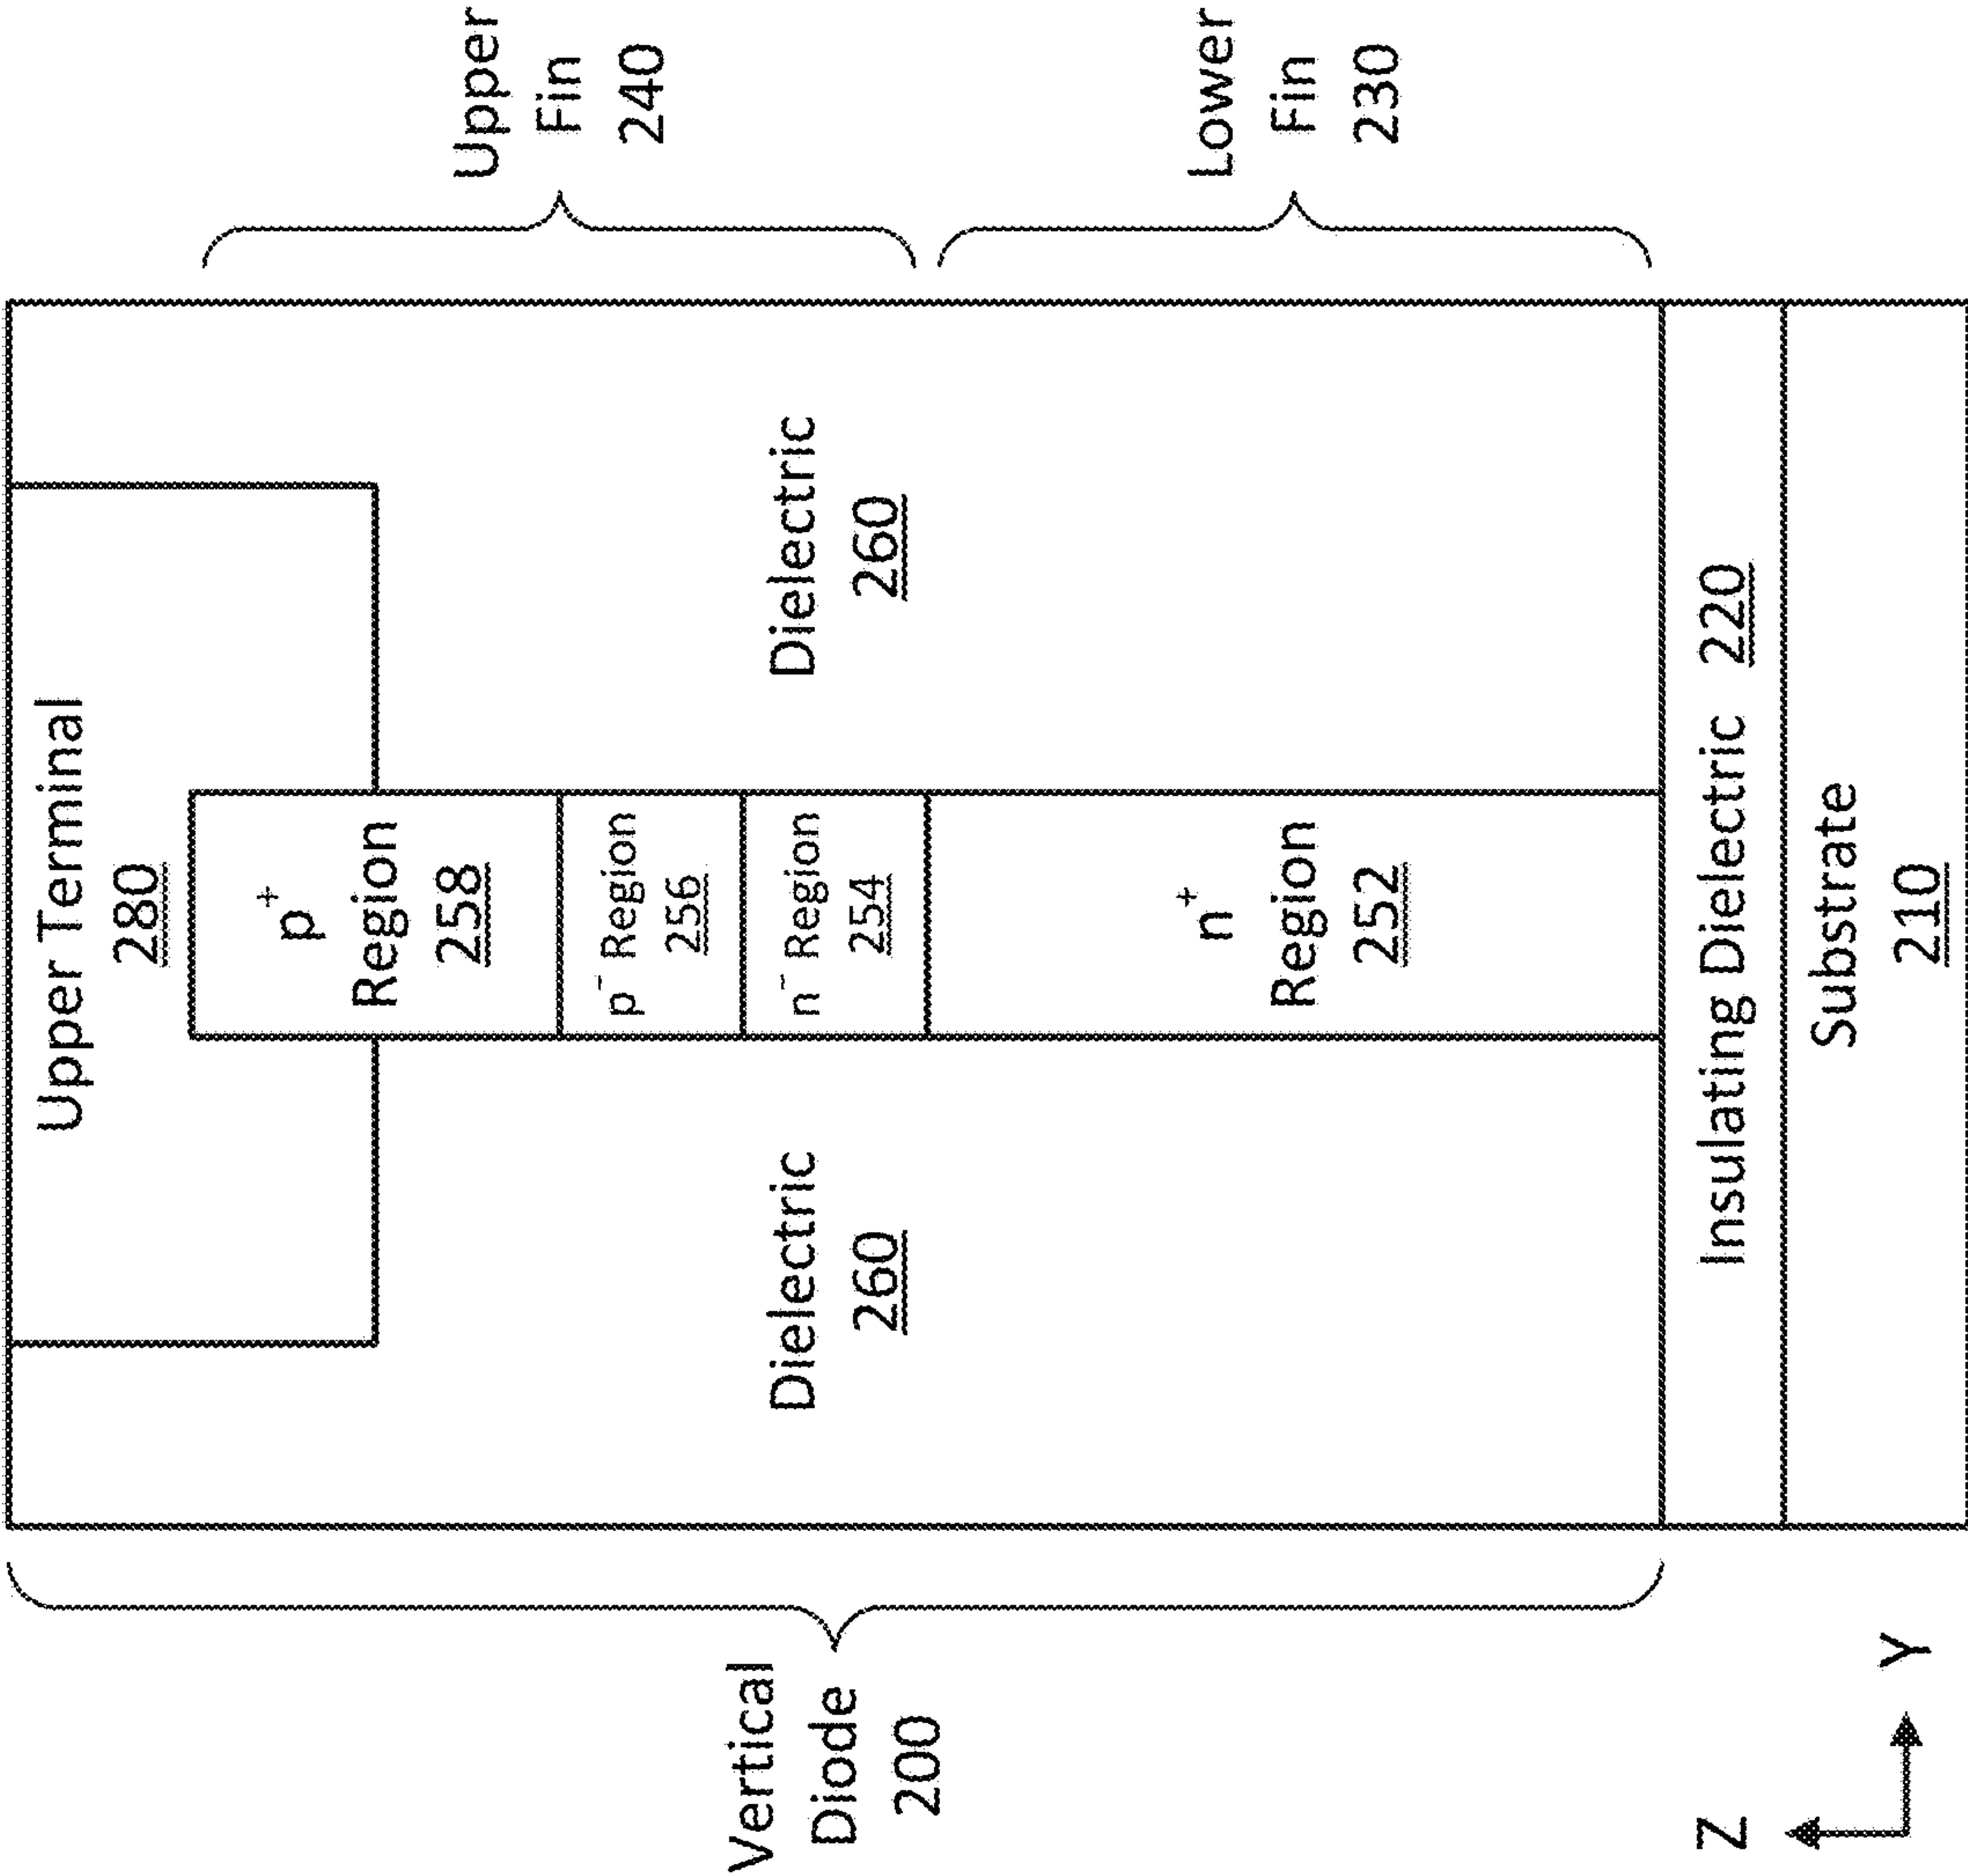 Upper Terminal
280
p⁺
Region
258
p⁻ Region
256
n⁻ Region
254
n⁺
Region
252
Dielectric
260
Dielectric
260
Insulating Dielectric 220
Substrate
210
Vertical
Diode
200
Upper
Fin
240
Lower
Fin
230
Z
Y